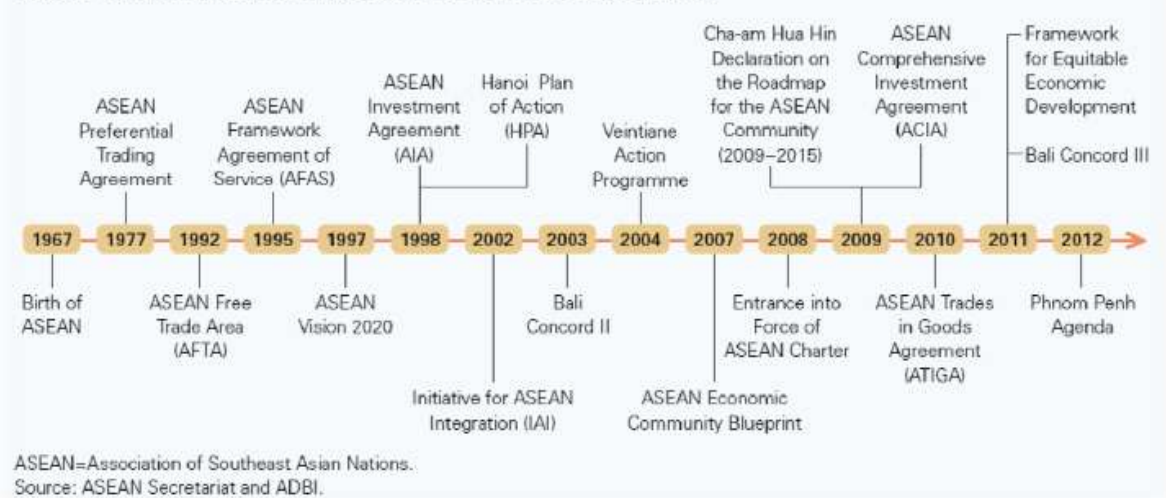 ASEAN
Preferential
Trading
Agreement
ASEAN
Framework
Agreement of
Service (AFAS)
ASEAN
Investment
Agreement
(AIA)
Hanoi Plan
of Action
(HPA)
Veintiane
Action
Programme
Cha-am Hua Hin
Declaration on
the Roadmap
for the ASEAN
Community
(2009–2015)
ASEAN
Comprehensive
Investment
Agreement
(ACIA)
Framework
for Equitable
Economic
Development
Bali Concord III
1967 1977 1992 1995 1997 1998 2002 2003 2004 2007 2008 2009 2010 2011 2012
Birth of
ASEAN
ASEAN Free
Trade Area
(AFTA)
ASEAN
Vision 2020
Initiative for ASEAN
Integration (IAI)
Bali
Concord II
ASEAN Economic
Community Blueprint
Entrance into
Force of
ASEAN Charter
ASEAN Trades
in Goods
Agreement
(ATIGA)
Phnom Penh
Agenda
ASEAN=Association of Southeast Asian Nations.
Source: ASEAN Secretariat and ADBI.